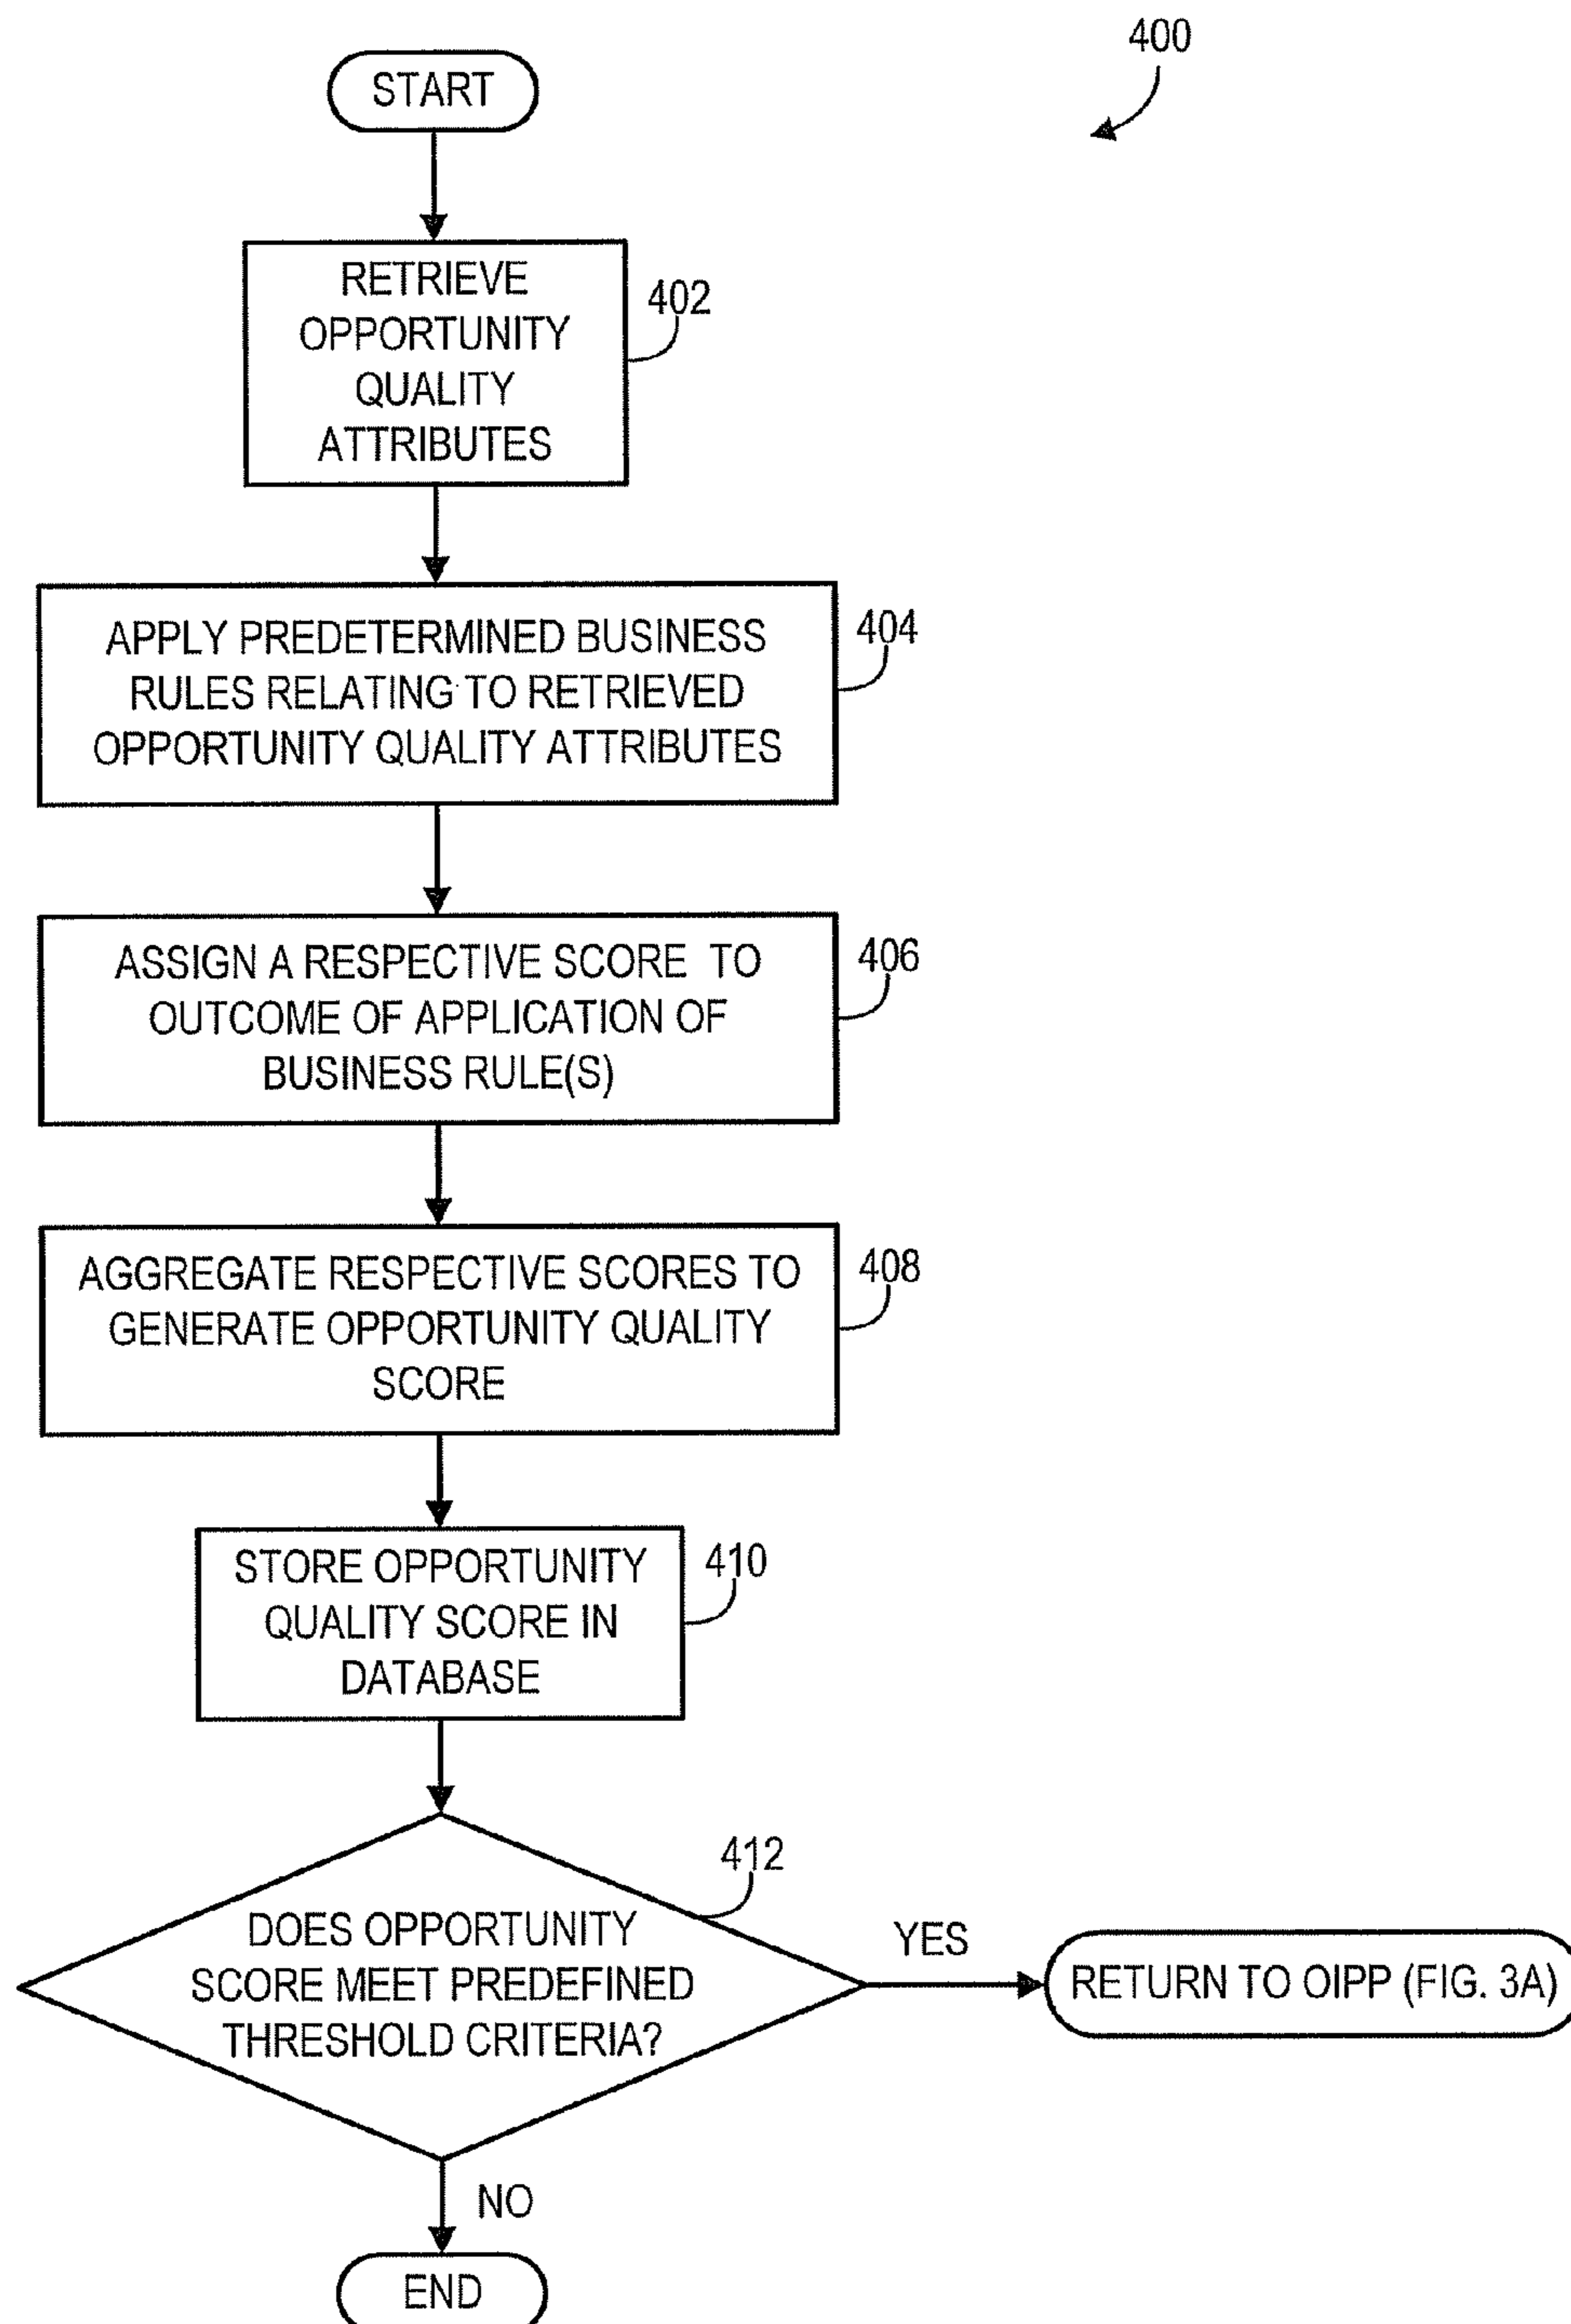 400
START
RETRIEVE
OPPORTUNITY
QUALITY
ATTRIBUTES
402
APPLY PREDETERMINED BUSINESS
RULES RELATING TO RETRIEVED
OPPORTUNITY QUALITY ATTRIBUTES
404
ASSIGN A RESPECTIVE SCORE TO
OUTCOME OF APPLICATION OF
BUSINESS RULE(S)
406
AGGREGATE RESPECTIVE SCORES TO
GENERATE OPPORTUNITY QUALITY
SCORE
408
STORE OPPORTUNITY
QUALITY SCORE IN
DATABASE
410
412
DOES OPPORTUNITY
SCORE MEET PREDEFINED
THRESHOLD CRITERIA?
YES
RETURN TO OIPP (FIG. 3A)
NO
END